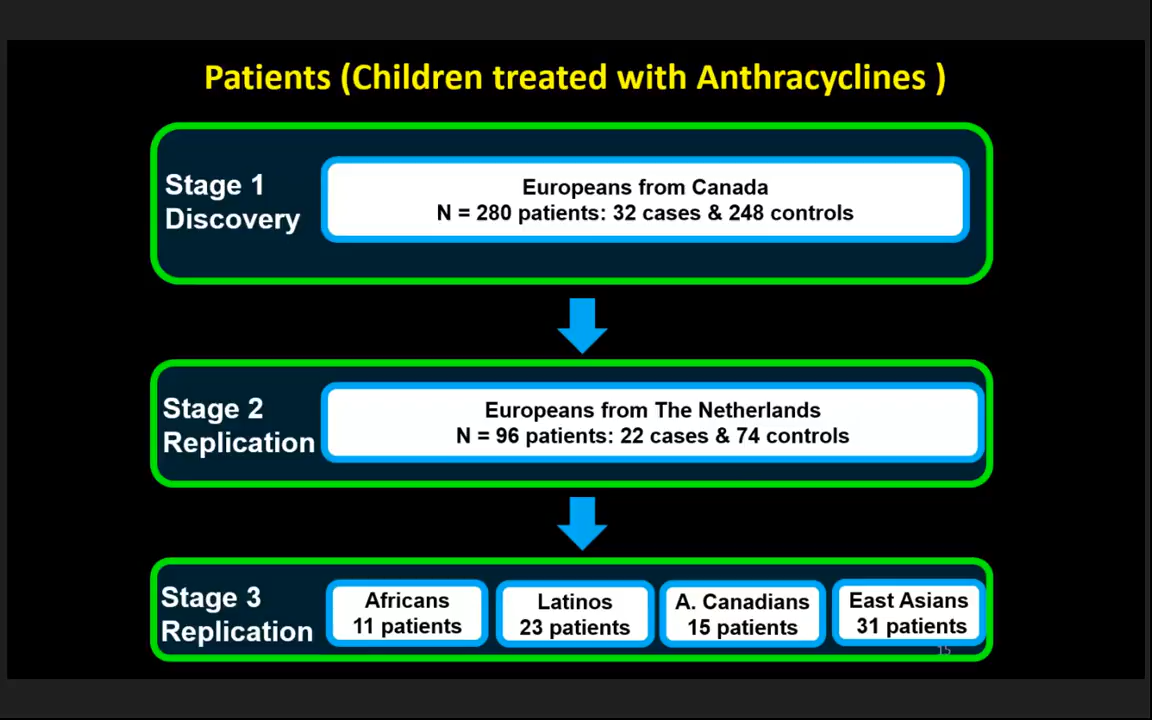 Patients (Children treated with Anthracyclines )
Stage 1
Discovery
Europeans from Canada
N = 280 patients: 32 cases & 248 controls
Stage 2
Replication
Europeans from The Netherlands
N = 96 patients: 22 cases & 74 controls
Stage 3
Replication
Africans
11 patients
Latinos
23 patients
A. Canadians
15 patients
East Asians
31 patients
15